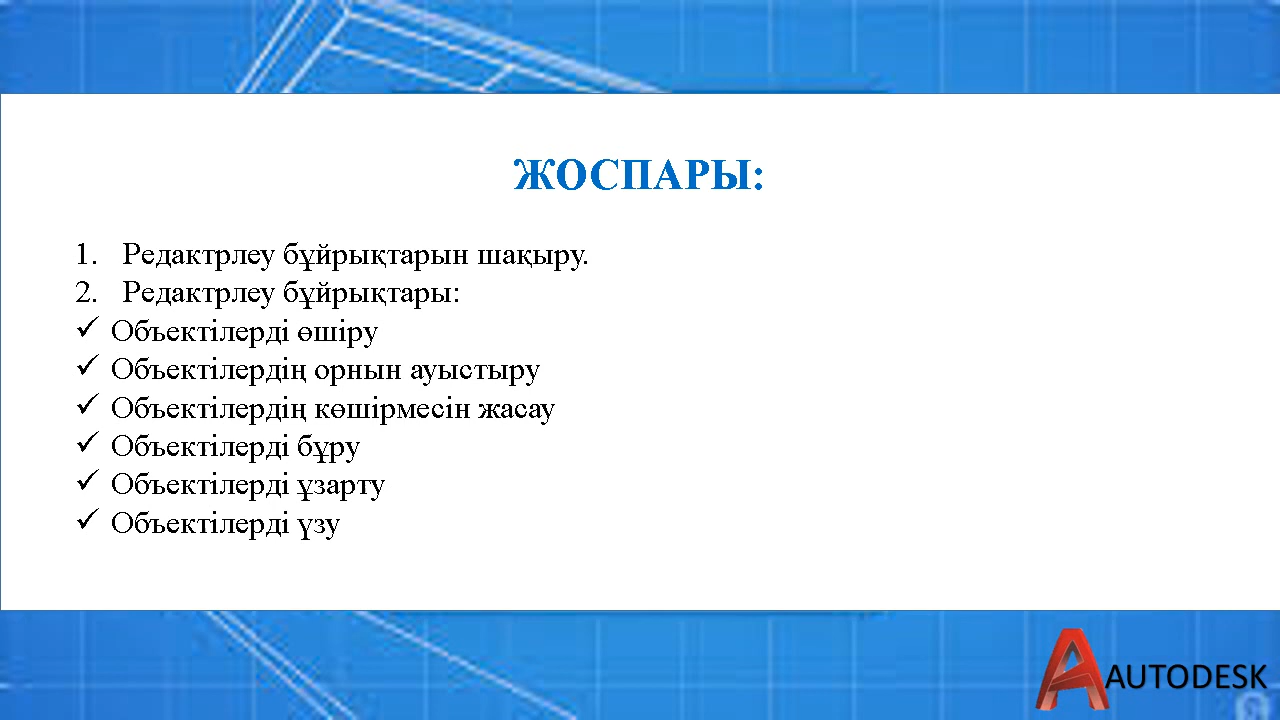 ЖОСПАРЫ:
1. Редактрлеу бұйрықтарын шақыру.
2. Редактрлеу бұйрықтары:
✓ Объектілерді өшіру
✓ Объектілердің орнын ауыстыру
✓ Объектілердің көшірмесін жасау
✓ Объектілерді бұру
✓ Объектілерді ұзарту
✓ Объектілерді үзу
AUTODESK